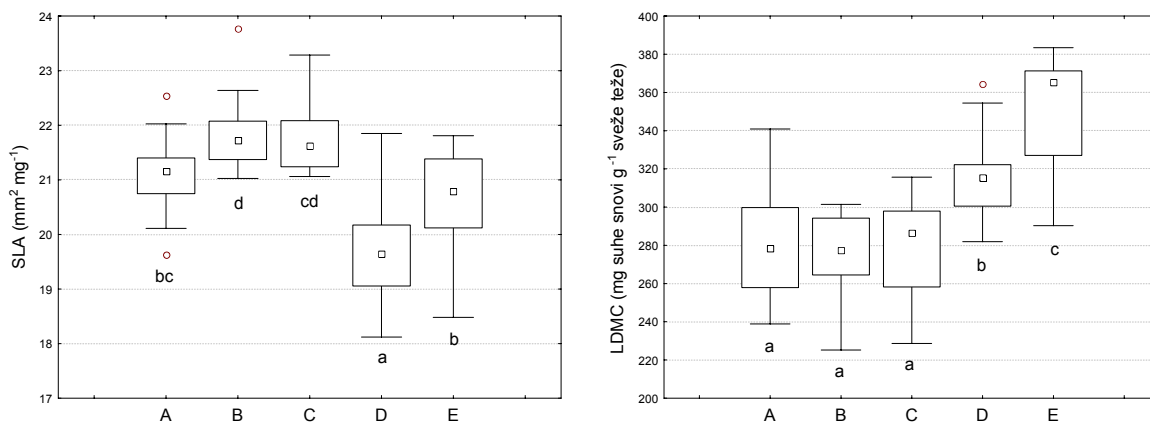 24
23
22
21
20
19
18
17
SLA (mm² mg⁻¹)
bc
d
cd
a
b
A B C D E
400
380
360
340
320
300
280
260
240
220
200
LDMC (mg suhe snovi g⁻¹ sveže teže)
a
a
a
b
c
A B C D E